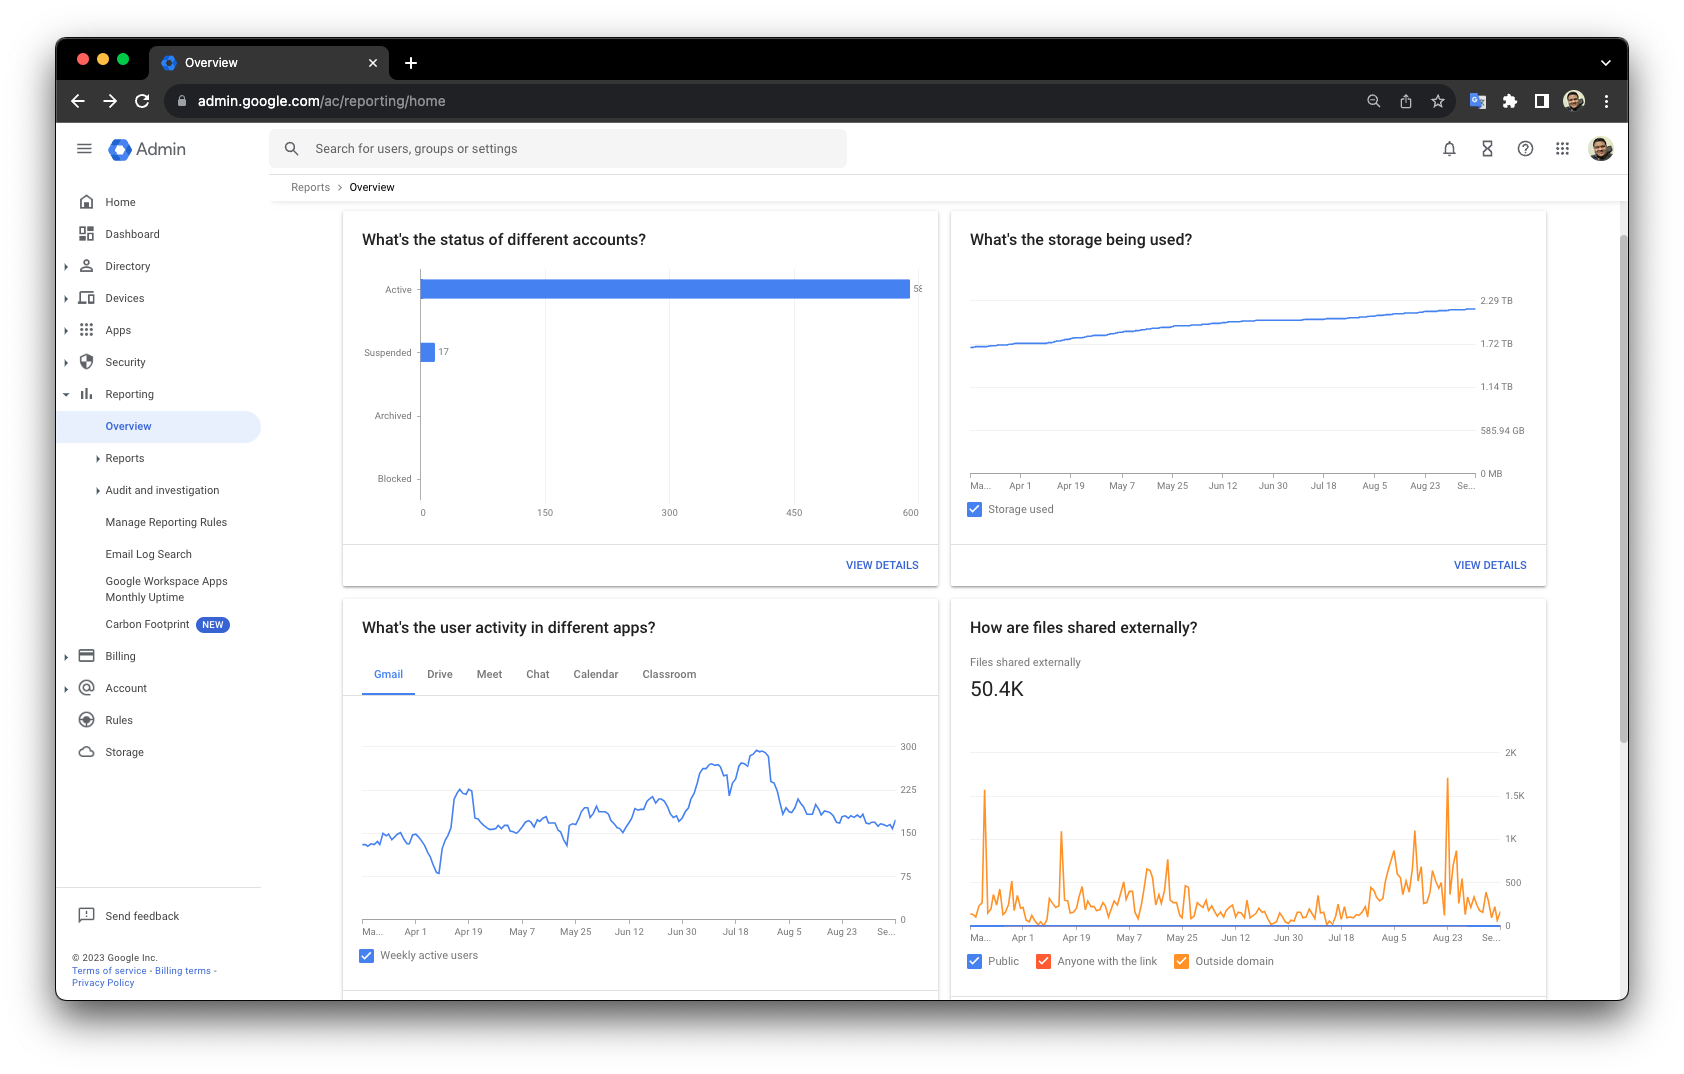 Overview
admin.google.com/ac/reporting/home
Admin
Search for users, groups or settings
Reports > Overview
Home
Dashboard
Directory
Devices
Apps
Security
Reporting
Overview
Reports
Audit and investigation
Manage Reporting Rules
Email Log Search
Google Workspace Apps
Monthly Uptime
Carbon Footprint NEW
Billing
Account
Rules
Storage
Send feedback
© 2023 Google Inc.
Terms of service - Billing terms -
Privacy Policy
What's the status of different accounts?
Active
Suspended 17
Archived
Blocked
0 150 300 450 600
VIEW DETAILS
What's the storage being used?
2.29 TB
1.72 TB
1.14 TB
585.94 GB
0 MB
Ma... Apr 1 Apr 19 May 7 May 25 Jun 12 Jun 30 Jul 18 Aug 5 Aug 23 Se...
Storage used
VIEW DETAILS
What's the user activity in different apps?
Gmail Drive Meet Chat Calendar Classroom
300
225
150
75
0
Ma... Apr 1 Apr 19 May 7 May 25 Jun 12 Jun 30 Jul 18 Aug 5 Aug 23 Se...
Weekly active users
How are files shared externally?
Files shared externally
50.4K
2K
1.5K
1K
500
0
Ma... Apr 1 Apr 19 May 7 May 25 Jun 12 Jun 30 Jul 18 Aug 5 Aug 23 Se...
Public Anyone with the link Outside domain